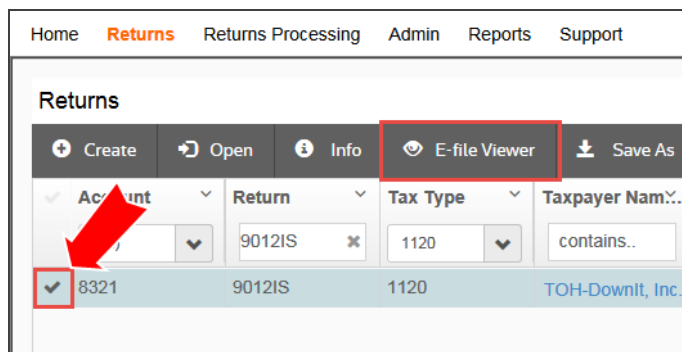 Home Returns Returns Processing Admin Reports Support
Returns
Create Open Info E-file Viewer Save As
Return Tax Type Taxpayer Nam...
9012IS 1120 contains..
8321 9012IS 1120 TOH-DownIt, Inc.